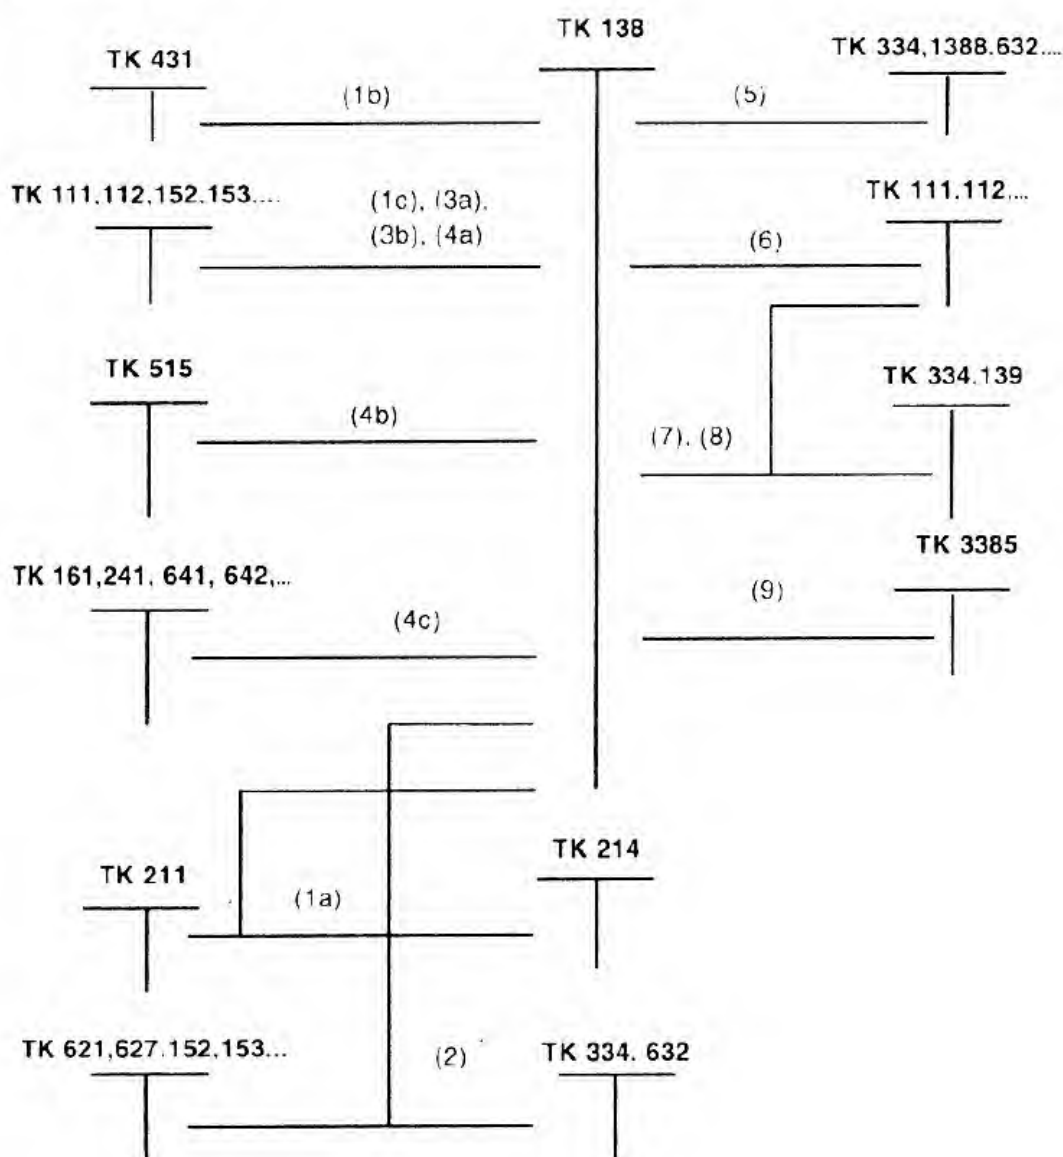 TK 138
TK 334,1388.632....
TK 431
(1b)
(5)
TK 111,112,152.153....
(1c), (3a),
(3b), (4a)
TK 111.112,...
(6)
TK 515
(4b)
TK 334.139
(7), (8)
TK 161,241, 641, 642,...
(4c)
TK 3385
(9)
TK 211
(1a)
TK 214
TK 621,627.152,153...
(2)
TK 334. 632